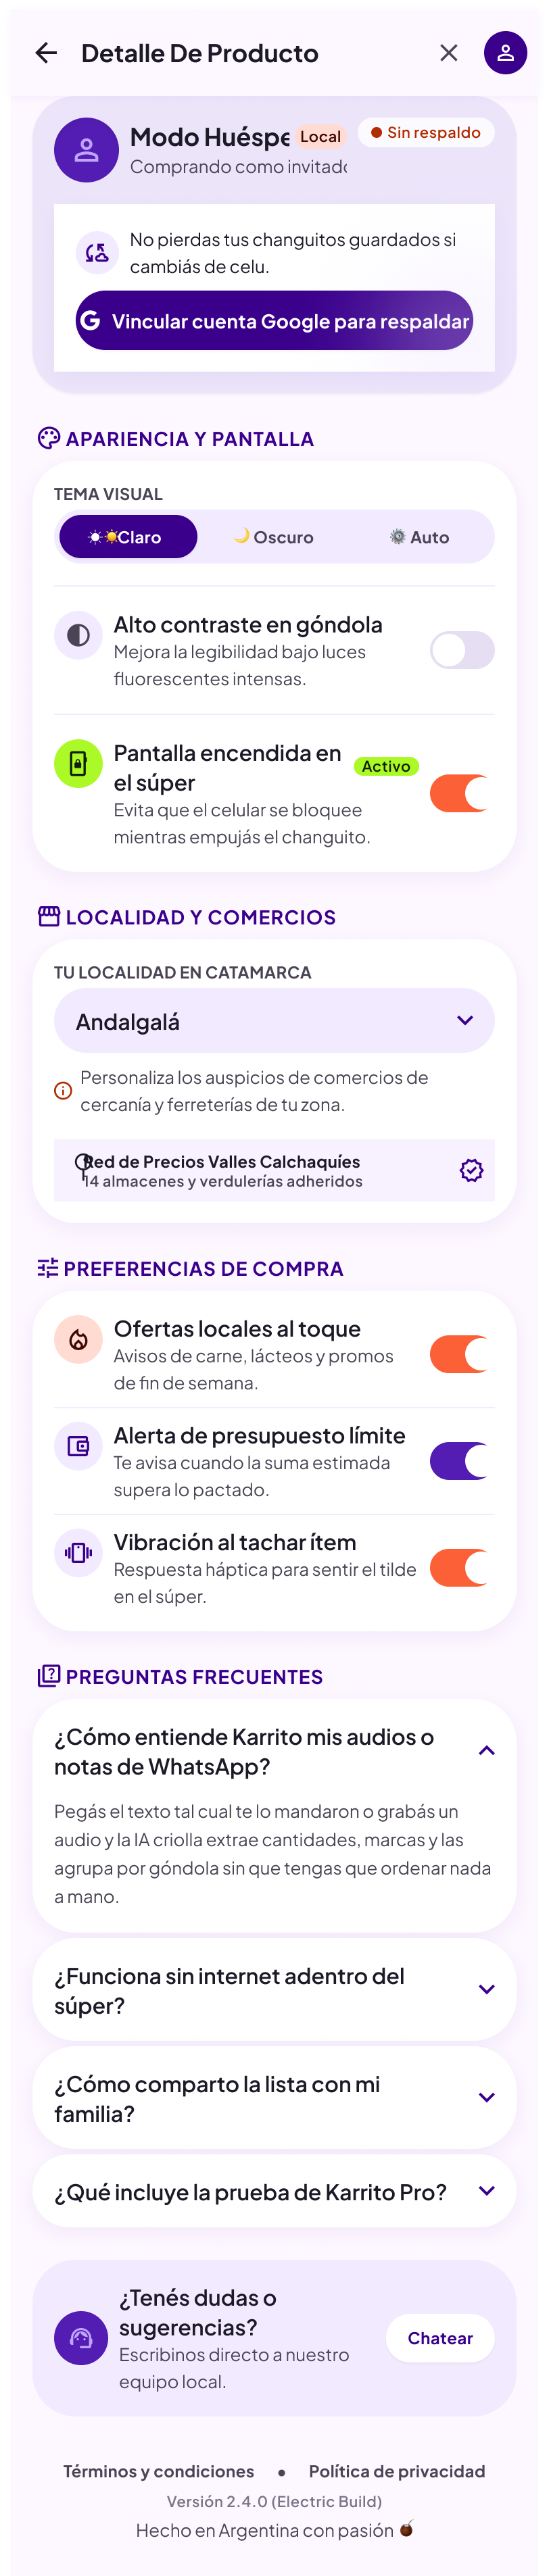 Detalle De Producto
Modo Huéspe
Local
Sin respaldo
Comprando como invitado
No pierdas tus changuitos guardados si
cambiás de celu.
Vincular cuenta Google para respaldar
APARIENCIA Y PANTALLA
TEMA VISUAL
Claro
Oscuro
Auto
Alto contraste en góndola
Mejora la legibilidad bajo luces
fluorescentes intensas.
Pantalla encendida en
el súper
Activo
Evita que el celular se bloquee
mientras empujás el changuito.
LOCALIDAD Y COMERCIOS
TU LOCALIDAD EN CATAMARCA
Andalgalá
Personaliza los auspicios de comercios de
cercanía y ferreterías de tu zona.
Red de Precios Valles Calchaquíes
14 almacenes y verdulerías adheridos
PREFERENCIAS DE COMPRA
Ofertas locales al toque
Avisos de carne, lácteos y promos
de fin de semana.
Alerta de presupuesto límite
Te avisa cuando la suma estimada
supera lo pactado.
Vibración al tachar ítem
Respuesta háptica para sentir el tilde
en el súper.
PREGUNTAS FRECUENTES
¿Cómo entiende Karrito mis audios o
notas de WhatsApp?
Pegás el texto tal cual te lo mandaron o grabás un
audio y la IA criolla extrae cantidades, marcas y las
agrupa por góndola sin que tengas que ordenar nada
a mano.
¿Funciona sin internet adentro del
súper?
¿Cómo comparto la lista con mi
familia?
¿Qué incluye la prueba de Karrito Pro?
¿Tenés dudas o
sugerencias?
Escribinos directo a nuestro
equipo local.
Chatear
Términos y condiciones • Política de privacidad
Versión 2.4.0 (Electric Build)
Hecho en Argentina con pasión 🧉